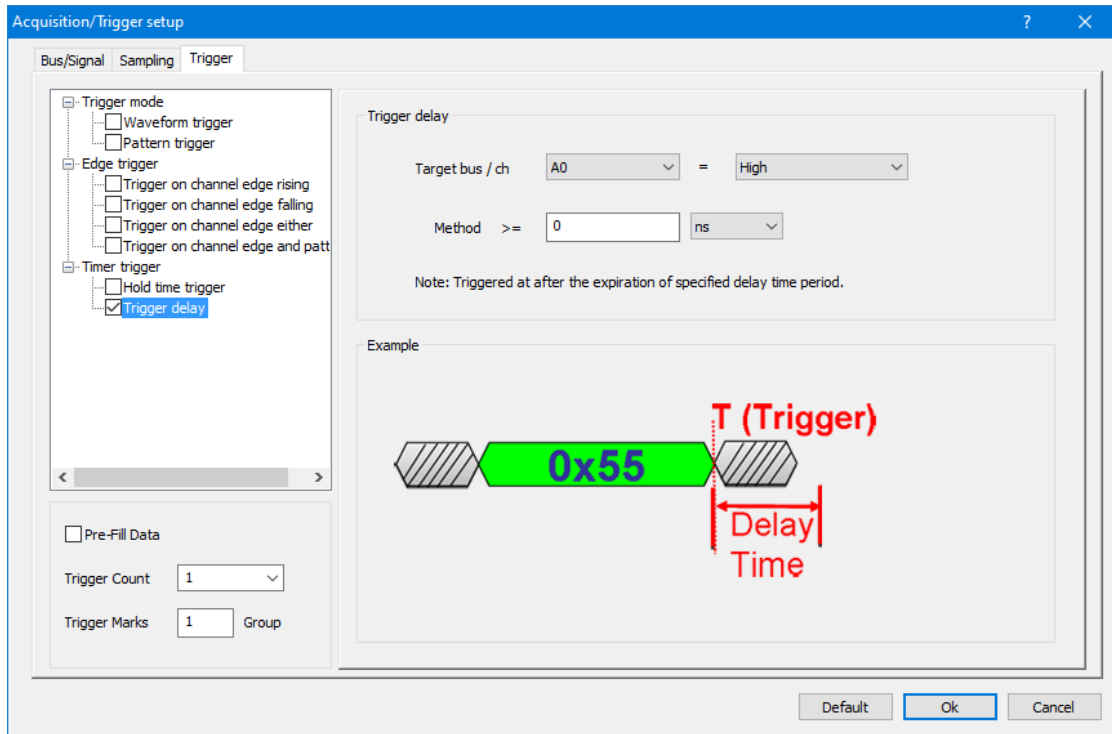 Acquisition/Trigger setup
?
Bus/Signal Sampling Trigger
Trigger mode
Waveform trigger
Pattern trigger
Edge trigger
Trigger on channel edge rising
Trigger on channel edge falling
Trigger on channel edge either
Trigger on channel edge and patt
Timer trigger
Hold time trigger
Trigger delay
Pre-Fill Data
Trigger Count 1
Trigger Marks 1 Group
Trigger delay
Target bus / ch A0 = High
Method >= 0 ns
Note: Triggered at after the expiration of specified delay time period.
Example
T (Trigger)
0x55
Delay
Time
Default Ok Cancel